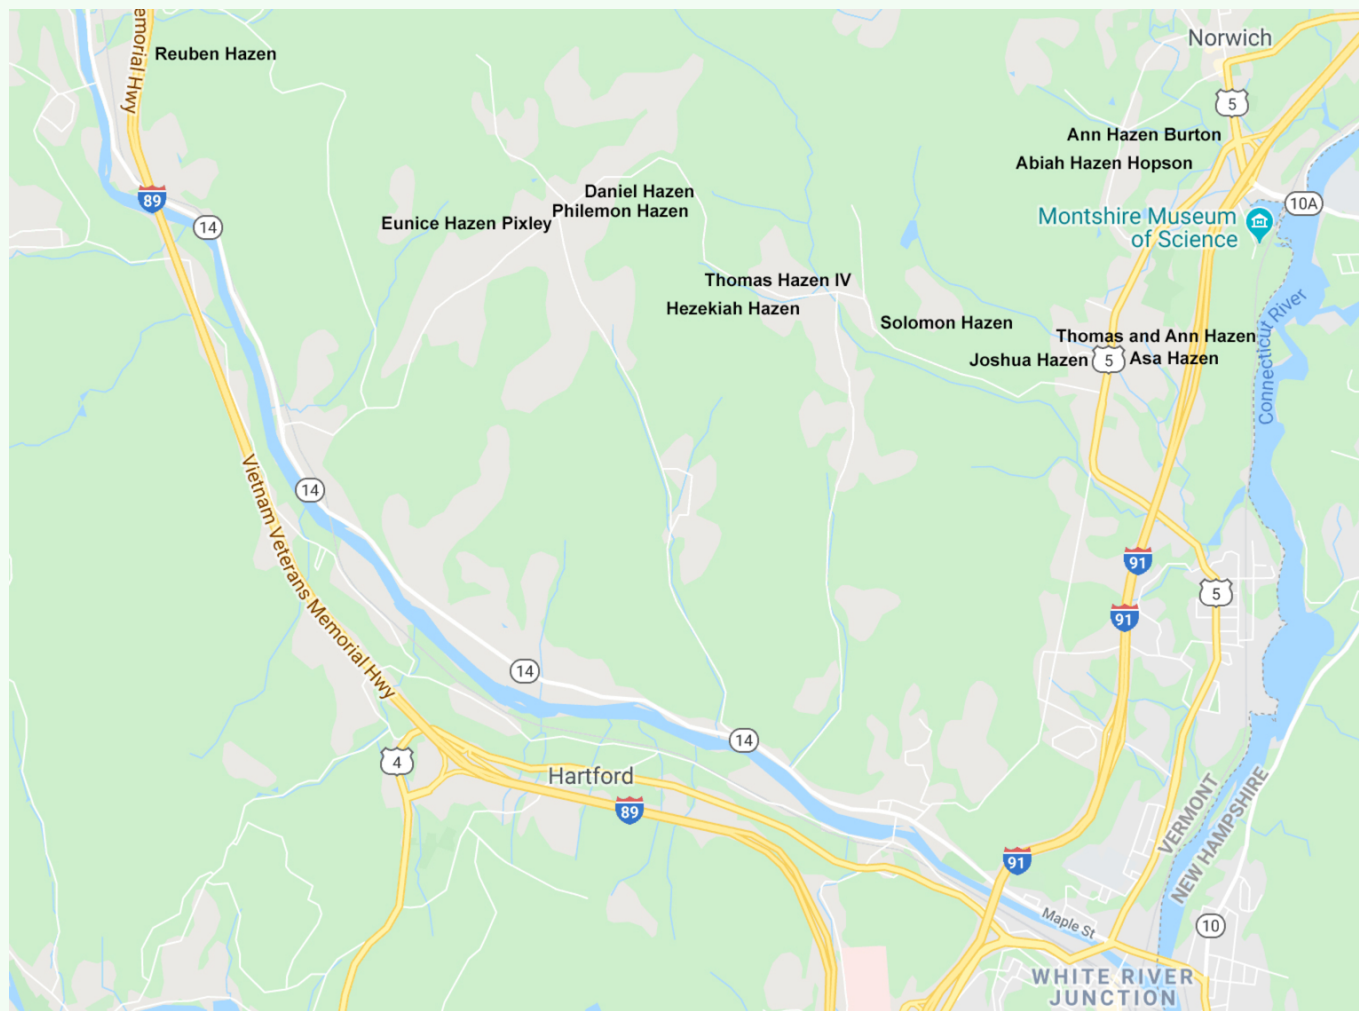 emorial Hwy
Reuben Hazen
Norwich
5
Ann Hazen Burton
Abiah Hazen Hopson
89
14
Daniel Hazen
Philemon Hazen
Eunice Hazen Pixley
10A
Montshire Museum
of Science
Thomas Hazen IV
Hezekiah Hazen
Solomon Hazen
Thomas and Ann Hazen
Joshua Hazen
5
Asa Hazen
Connecticut River
14
Vietnam Veterans Memorial Hwy
91
5
91
14
14
4
Hartford
89
VERMONT
NEW HAMPSHIRE
91
Maple St
10
WHITE RIVER
JUNCTION